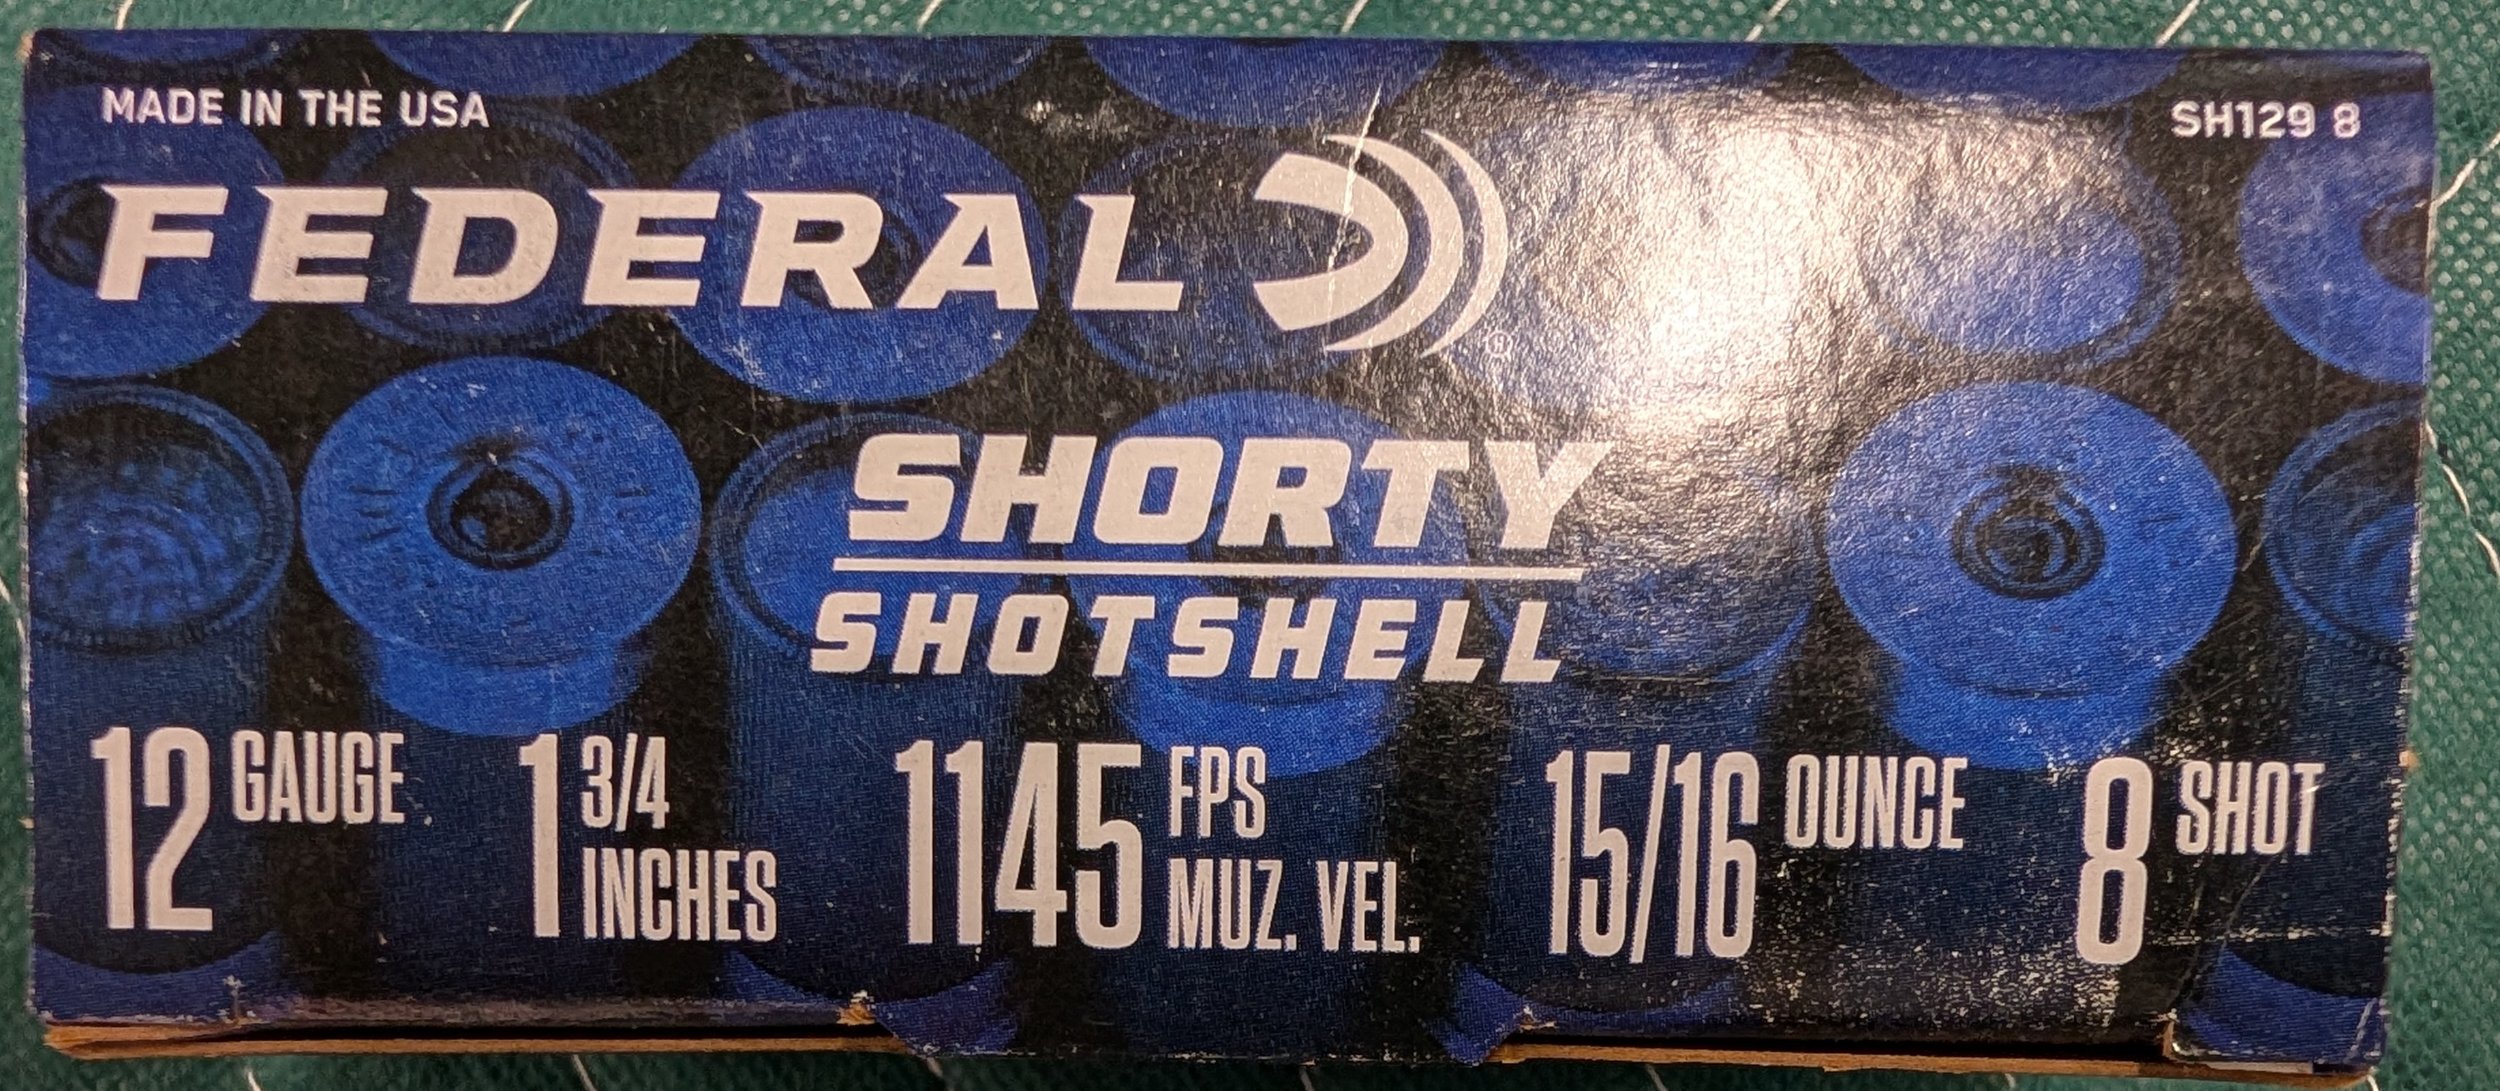 MADE IN THE USA
SH129 8
FEDERAL
®
SHORTY
SHOTSHELL
12 GAUGE
1 3/4 INCHES
1145 FPS MUZ. VEL.
15/16 OUNCE
8 SHOT